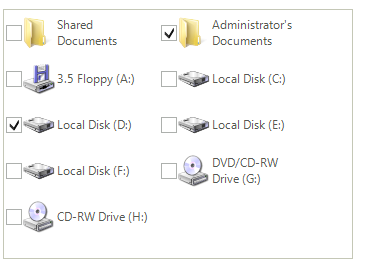 Shared
Documents
Administrator's
Documents
3.5 Floppy (A:)
Local Disk (C:)
Local Disk (D:)
Local Disk (E:)
Local Disk (F:)
DVD/CD-RW
Drive (G:)
CD-RW Drive (H:)